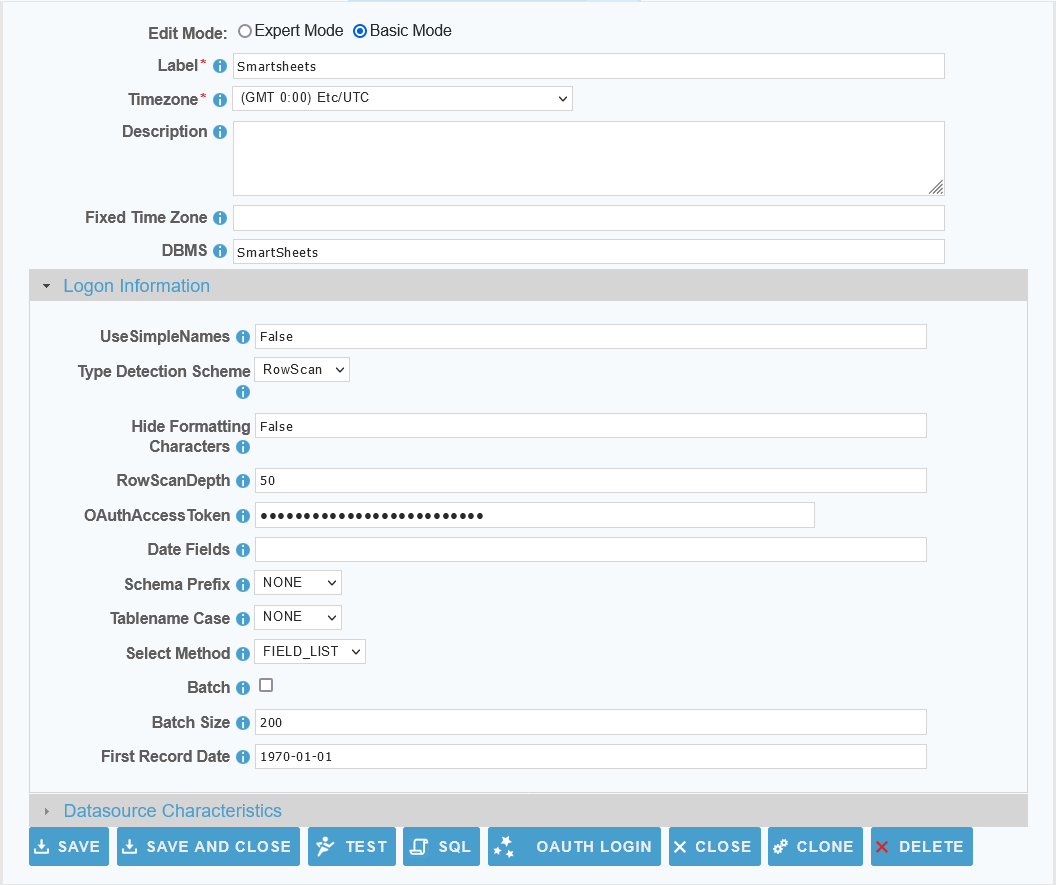 Edit Mode: Expert Mode Basic Mode
Label* Smartsheets
Timezone* (GMT 0:00) Etc/UTC
Description
Fixed Time Zone
DBMS SmartSheets
Logon Information
UseSimpleNames False
Type Detection Scheme RowScan
Hide Formatting False
Characters
RowScanDepth 50
OAuthAccessToken ●●●●●●●●●●●●●●●●●●●●●●●●●●
Date Fields
Schema Prefix NONE
Tablename Case NONE
Select Method FIELD_LIST
Batch
Batch Size 200
First Record Date 1970-01-01
Datasource Characteristics
SAVE SAVE AND CLOSE TEST SQL OAUTH LOGIN CLOSE CLONE DELETE